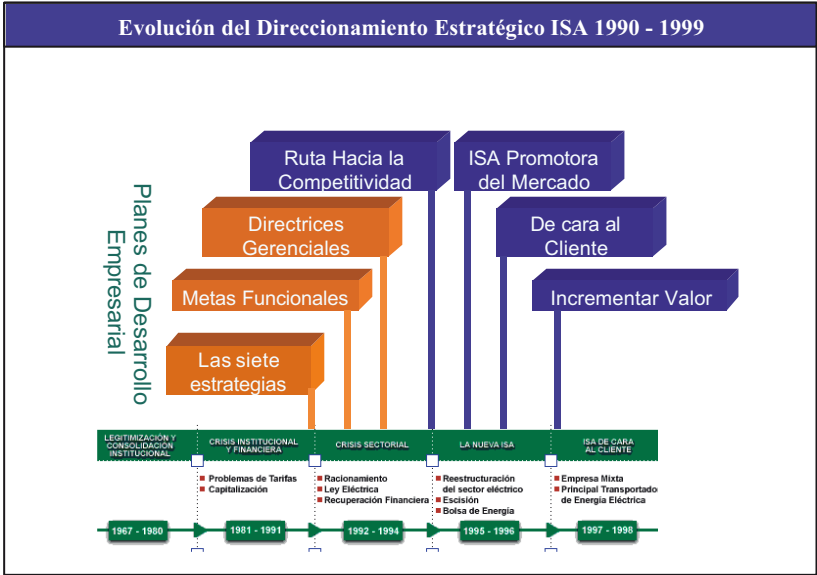 Evolución del Direccionamiento Estratégico ISA 1990 - 1999
Ruta Hacia la
Competitividad
ISA Promotora
del Mercado
Directrices
Gerenciales
De cara al
Cliente
Metas Funcionales
Incrementar Valor
Las siete
estrategias
Planes de Desarrollo
Empresarial
LEGITIMIZACIÓN Y
CONSOLIDACIÓN
INSTITUCIONAL
CRISIS INSTITUCIONAL
Y FINANCIERA
CRISIS SECTORIAL
LA NUEVA ISA
ISA DE CARA
AL CLIENTE
Problemas de Tarifas
Capitalización
Racionamiento
Ley Eléctrica
Recuperación Financiera
Reestructuración
del sector eléctrico
Escisión
Bolsa de Energía
Empresa Mixta
Principal Transportado
de Energía Eléctrica
1967 - 1980
1981 - 1991
1992 - 1994
1995 - 1996
1997 - 1998